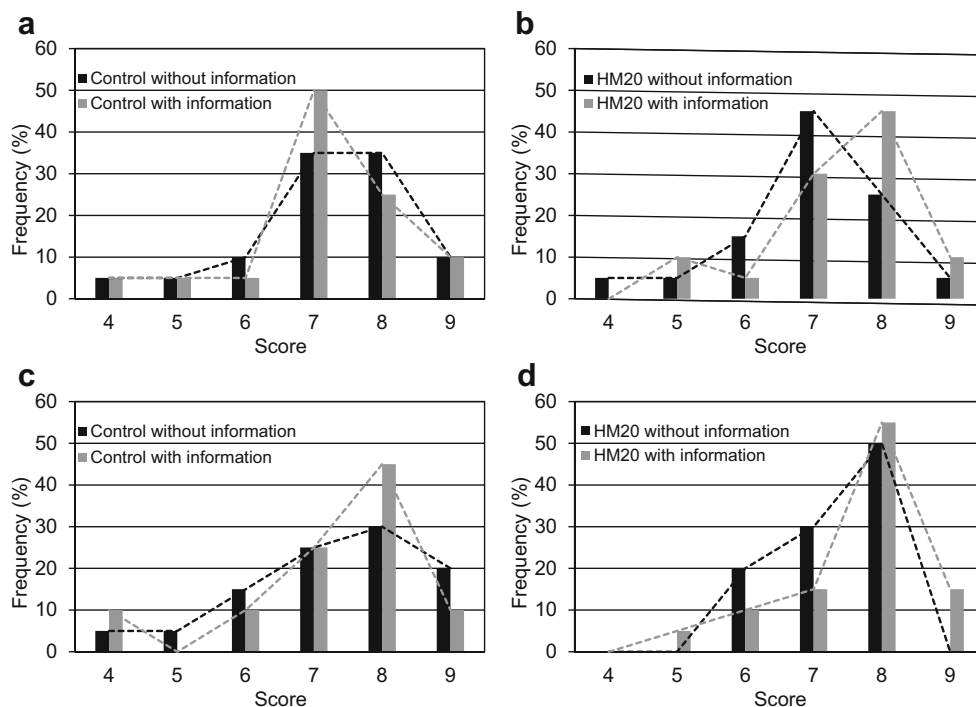 a
60
50
40
30
20
10
0
Frequency (%)
Control without information
Control with information
4 5 6 7 8 9
Score
b
60
50
40
30
20
10
0
Frequency (%)
HM20 without information
HM20 with information
4 5 6 7 8 9
Score
c
60
50
40
30
20
10
0
Frequency (%)
Control without information
Control with information
4 5 6 7 8 9
Score
d
60
50
40
30
20
10
0
Frequency (%)
HM20 without information
HM20 with information
4 5 6 7 8 9
Score